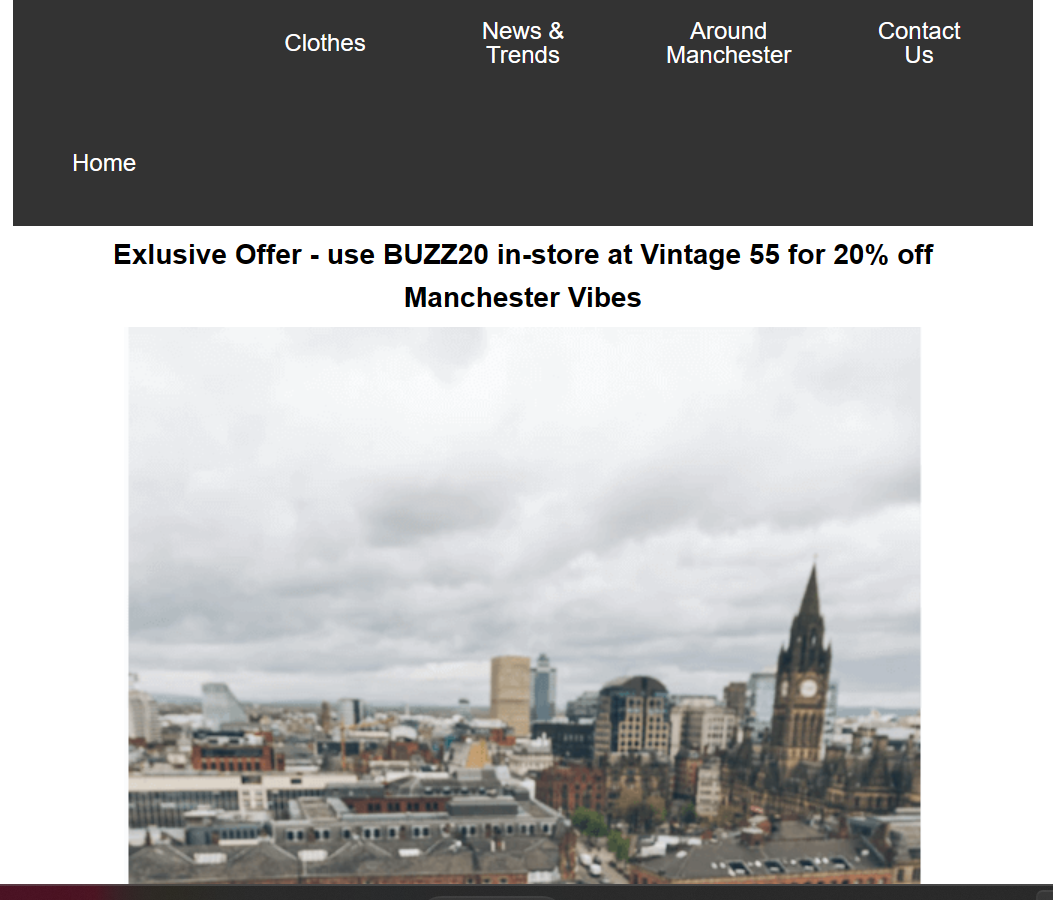 Clothes
News &
Trends
Around
Manchester
Contact
Us
Home
Exlusive Offer - use BUZZ20 in-store at Vintage 55 for 20% off
Manchester Vibes